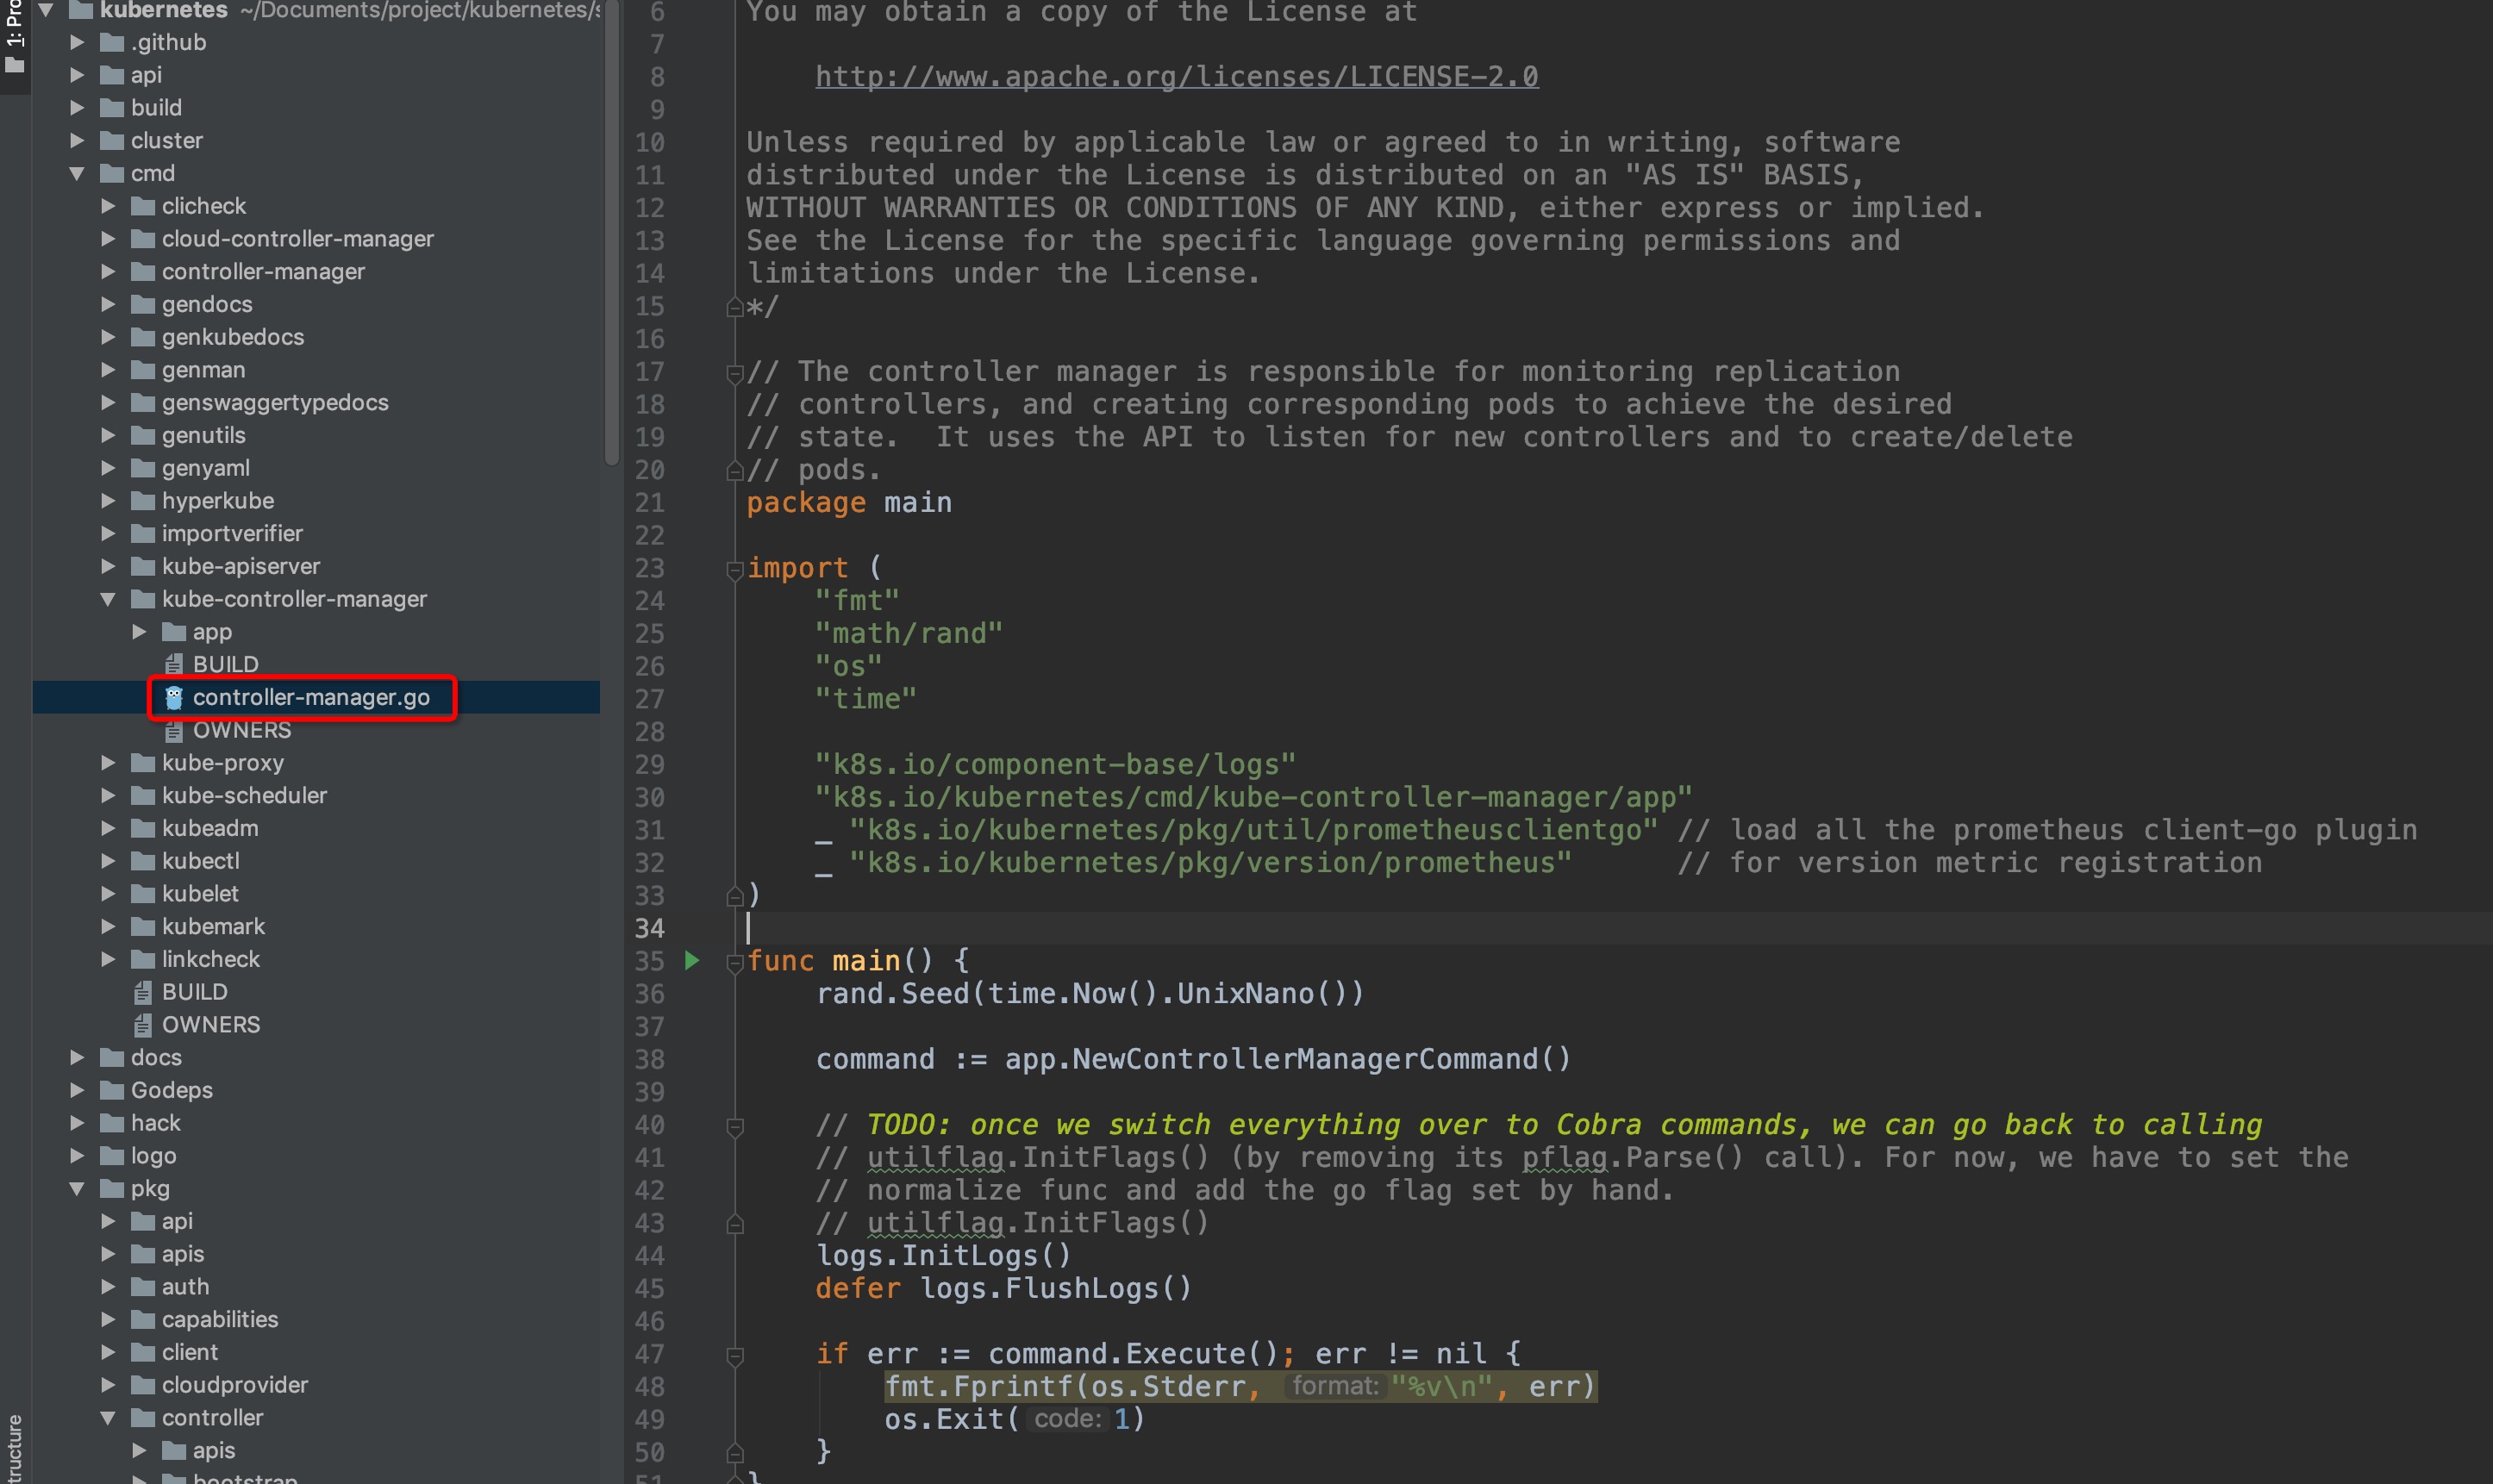 1: Pro
kubernetes ~/Documents/project/kubernetes/s
.github
api
build
cluster
cmd
clicheck
cloud-controller-manager
controller-manager
gendocs
genkubedocs
genman
genswaggertypedocs
genutils
genyaml
hyperkube
importverifier
kube-apiserver
kube-controller-manager
app
BUILD
controller-manager.go
OWNERS
kube-proxy
kube-scheduler
kubeadm
kubectl
kubelet
kubemark
linkcheck
BUILD
OWNERS
docs
Godeps
hack
logo
pkg
api
apis
auth
capabilities
client
cloudprovider
controller
apis
bootstrap
tructure
6 You may obtain a copy of the License at
7
8     http://www.apache.org/licenses/LICENSE-2.0
9
10 Unless required by applicable law or agreed to in writing, software
11 distributed under the License is distributed on an "AS IS" BASIS,
12 WITHOUT WARRANTIES OR CONDITIONS OF ANY KIND, either express or implied.
13 See the License for the specific language governing permissions and
14 limitations under the License.
15 */
16
17 // The controller manager is responsible for monitoring replication
18 // controllers, and creating corresponding pods to achieve the desired
19 // state.  It uses the API to listen for new controllers and to create/delete
20 // pods.
21 package main
22
23 import (
24     "fmt"
25     "math/rand"
26     "os"
27     "time"
28
29     "k8s.io/component-base/logs"
30     "k8s.io/kubernetes/cmd/kube-controller-manager/app"
31     _ "k8s.io/kubernetes/pkg/util/prometheusclientgo" // load all the prometheus client-go plugin
32     _ "k8s.io/kubernetes/pkg/version/prometheus"      // for version metric registration
33 )
34
35 func main() {
36     rand.Seed(time.Now().UnixNano())
37
38     command := app.NewControllerManagerCommand()
39
40     // TODO: once we switch everything over to Cobra commands, we can go back to calling
41     // utilflag.InitFlags() (by removing its pflag.Parse() call). For now, we have to set the
42     // normalize func and add the go flag set by hand.
43     // utilflag.InitFlags()
44     logs.InitLogs()
45     defer logs.FlushLogs()
46
47     if err := command.Execute(); err != nil {
48         fmt.Fprintf(os.Stderr, format: "%v\n", err)
49         os.Exit( code: 1)
50     }
51 }